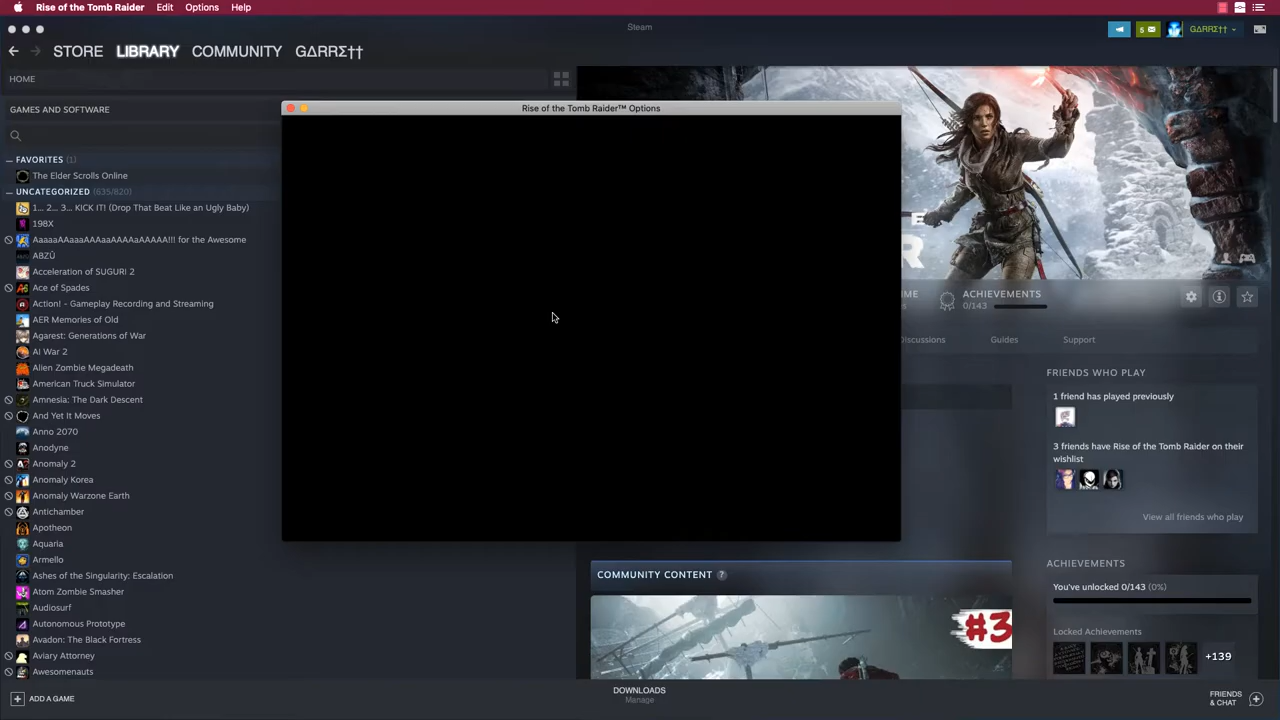 Rise of the Tomb Raider Edit Options Help
Steam
5
GΔRRΣ††
STORE LIBRARY COMMUNITY GΔRRΣ††
HOME
GAMES AND SOFTWARE
Rise of the Tomb Raider™ Options
FAVORITES (1)
The Elder Scrolls Online
UNCATEGORIZED (635/820)
1... 2... 3... KICK IT! (Drop That Beat Like an Ugly Baby)
198X
AaaaaAAaaaAAAaaAAAAaAAAAA!!! for the Awesome
ABZÛ
Acceleration of SUGURI 2
Ace of Spades
Action! - Gameplay Recording and Streaming
AER Memories of Old
Agarest: Generations of War
AI War 2
Alien Zombie Megadeath
American Truck Simulator
Amnesia: The Dark Descent
And Yet It Moves
Anno 2070
Anodyne
Anomaly 2
Anomaly Korea
Anomaly Warzone Earth
Antichamber
Apotheon
Aquaria
Armello
Ashes of the Singularity: Escalation
Atom Zombie Smasher
Audiosurf
Autonomous Prototype
Avadon: The Black Fortress
Aviary Attorney
Awesomenauts
E
R
ME
ACHIEVEMENTS
0/143
Discussions Guides Support
FRIENDS WHO PLAY
1 friend has played previously
3 friends have Rise of the Tomb Raider on their
wishlist
View all friends who play
COMMUNITY CONTENT ?
#3
ACHIEVEMENTS
You've unlocked 0/143 (0%)
Locked Achievements
+139
ADD A GAME
DOWNLOADS
Manage
FRIENDS
& CHAT